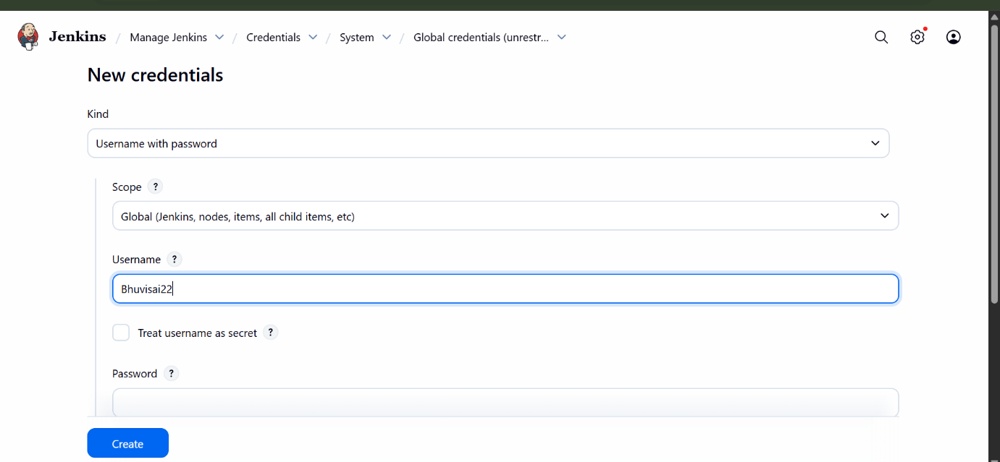 Jenkins / Manage Jenkins / Credentials / System / Global credentials (unrestr...
New credentials
Kind
Username with password
Scope ?
Global (Jenkins, nodes, items, all child items, etc)
Username ?
Bhuvisai22
Treat username as secret ?
Password ?
Create